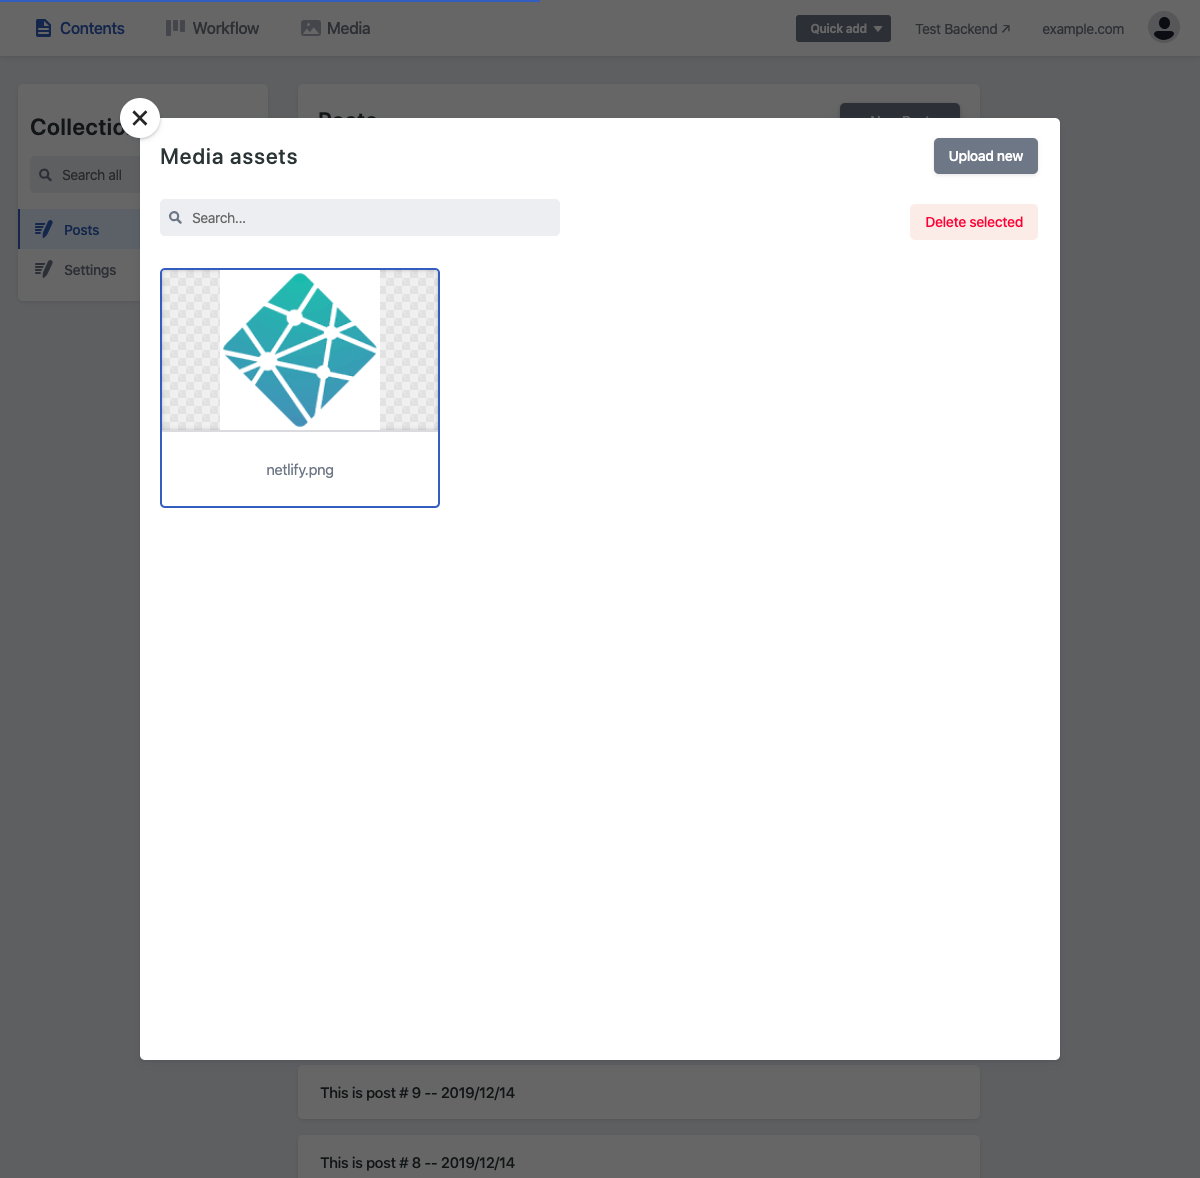 Contents
Workflow
Media
Quick add
Test Backend ↗
example.com
Media assets
Upload new
Search all
Search...
Delete selected
Posts
Settings
netlify.png
This is post # 9 -- 2019/12/14
This is post # 8 -- 2019/12/14